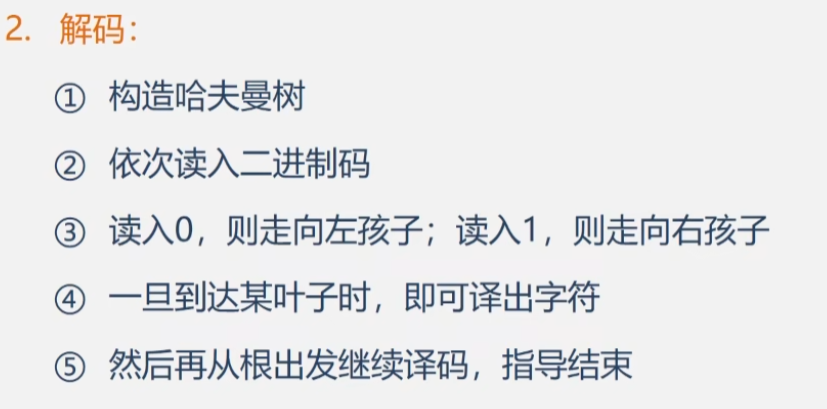 2. 解码：
① 构造哈夫曼树
② 依次读入二进制码
③ 读入0，则走向左孩子；读入1，则走向右孩子
④ 一旦到达某叶子时，即可译出字符
⑤ 然后再从根出发继续译码，指导结束